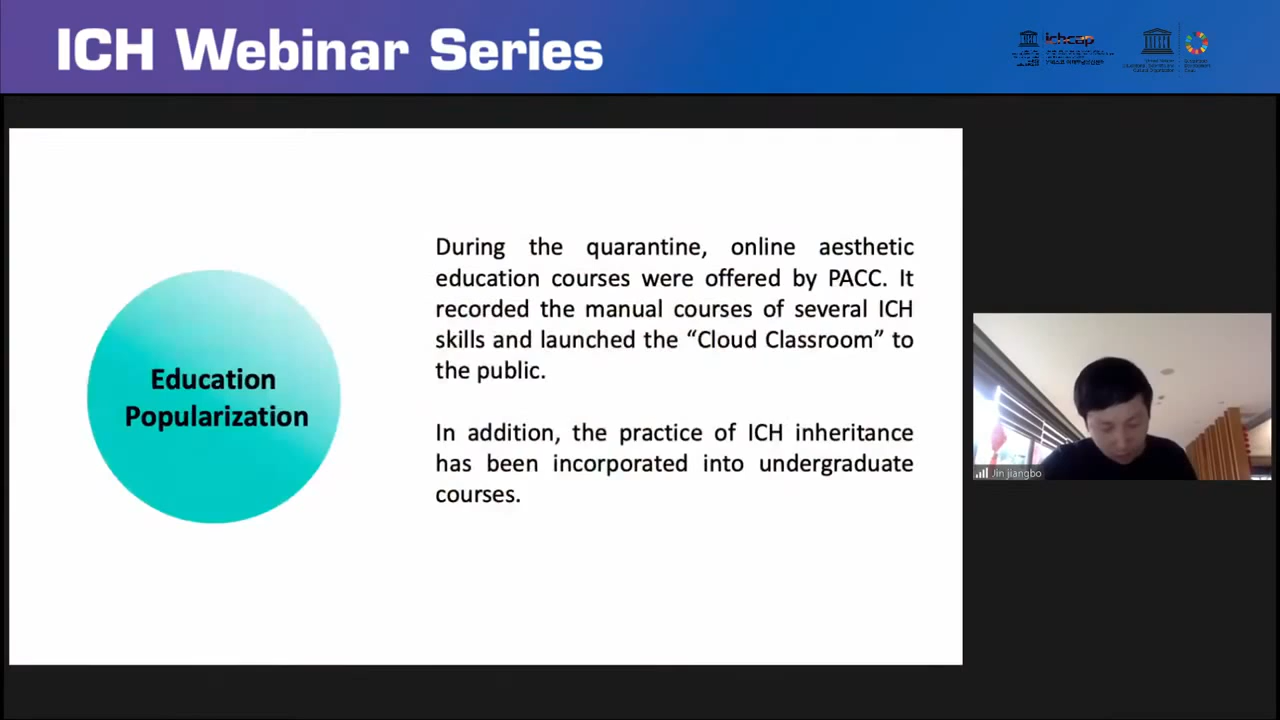 ICH Webinar Series
ichcap
During the quarantine, online aesthetic
education courses were offered by PACC. It
recorded the manual courses of several ICH
skills and launched the “Cloud Classroom” to
the public.
Education
Popularization
In addition, the practice of ICH inheritance
has been incorporated into undergraduate
courses.
Jin jiangbo